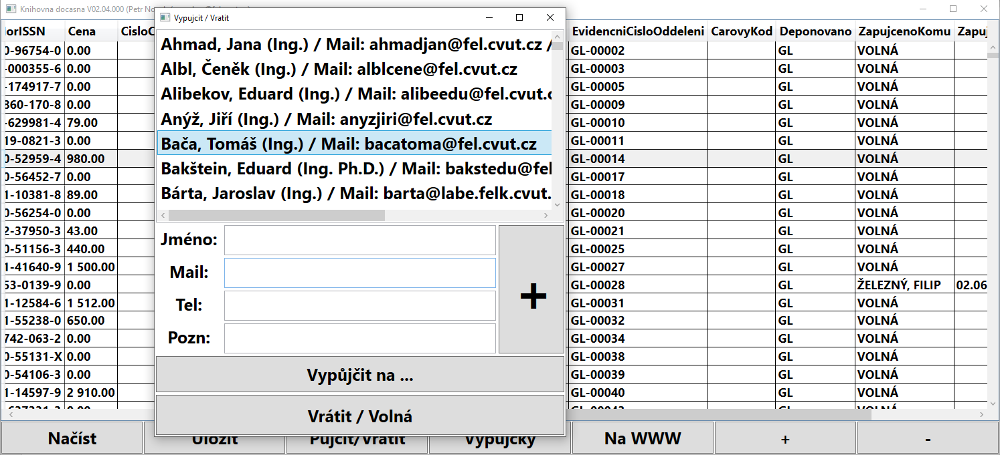 Knihovna docasna V02.04.000 (Petr
Vypujcit / Vratit
Ahmad, Jana (Ing.) / Mail: ahmadjan@fel.cvut.cz /
Albl, Čeněk (Ing.) / Mail: alblcene@fel.cvut.cz
Alibekov, Eduard (Ing.) / Mail: alibeedu@fel.cvut.c
Anýž, Jiří (Ing.) / Mail: anyzjiri@fel.cvut.cz
Bača, Tomáš (Ing.) / Mail: bacatoma@fel.cvut.cz
Bakštein, Eduard (Ing. Ph.D.) / Mail: bakstedu@fel
Bárta, Jaroslav (Ing.) / Mail: barta@labe.felk.cvut.
Jméno:
Mail:
Tel:
Pozn:
+
Vypůjčit na ...
Vrátit / Volná
orISSN Cena CisloC EvidencniCisloOddeleni CarovyKod Deponovano ZapujcenoKomu Zapuj
0-96754-0 0.00 GL-00002 GL VOLNÁ
-000355-6 0.00 GL-00003 GL VOLNÁ
-174917-7 0.00 GL-00005 GL VOLNÁ
860-170-8 0.00 GL-00009 GL VOLNÁ
-629981-4 79.00 GL-00010 GL VOLNÁ
19-0821-3 0.00 GL-00011 GL VOLNÁ
0-52959-4 980.00 GL-00014 GL VOLNÁ
0-56452-7 0.00 GL-00017 GL VOLNÁ
1-10381-8 89.00 GL-00018 GL VOLNÁ
0-56254-0 0.00 GL-00020 GL VOLNÁ
2-37950-3 43.00 GL-00021 GL VOLNÁ
0-51156-3 440.00 GL-00025 GL VOLNÁ
1-41640-9 1 500.00 GL-00027 GL VOLNÁ
53-0139-9 0.00 GL-00028 GL ŽELEZNÝ, FILIP 02.06
1-12584-6 1 512.00 GL-00031 GL VOLNÁ
1-55238-0 650.00 GL-00032 GL VOLNÁ
742-063-2 0.00 GL-00034 GL VOLNÁ
0-55131-X 0.00 GL-00038 GL VOLNÁ
0-54106-3 0.00 GL-00039 GL VOLNÁ
1-14597-9 2 910.00 GL-00040 GL VOLNÁ
Načíst Uložit Půjčit/Vrátit Výpůjčky Na WWW + -